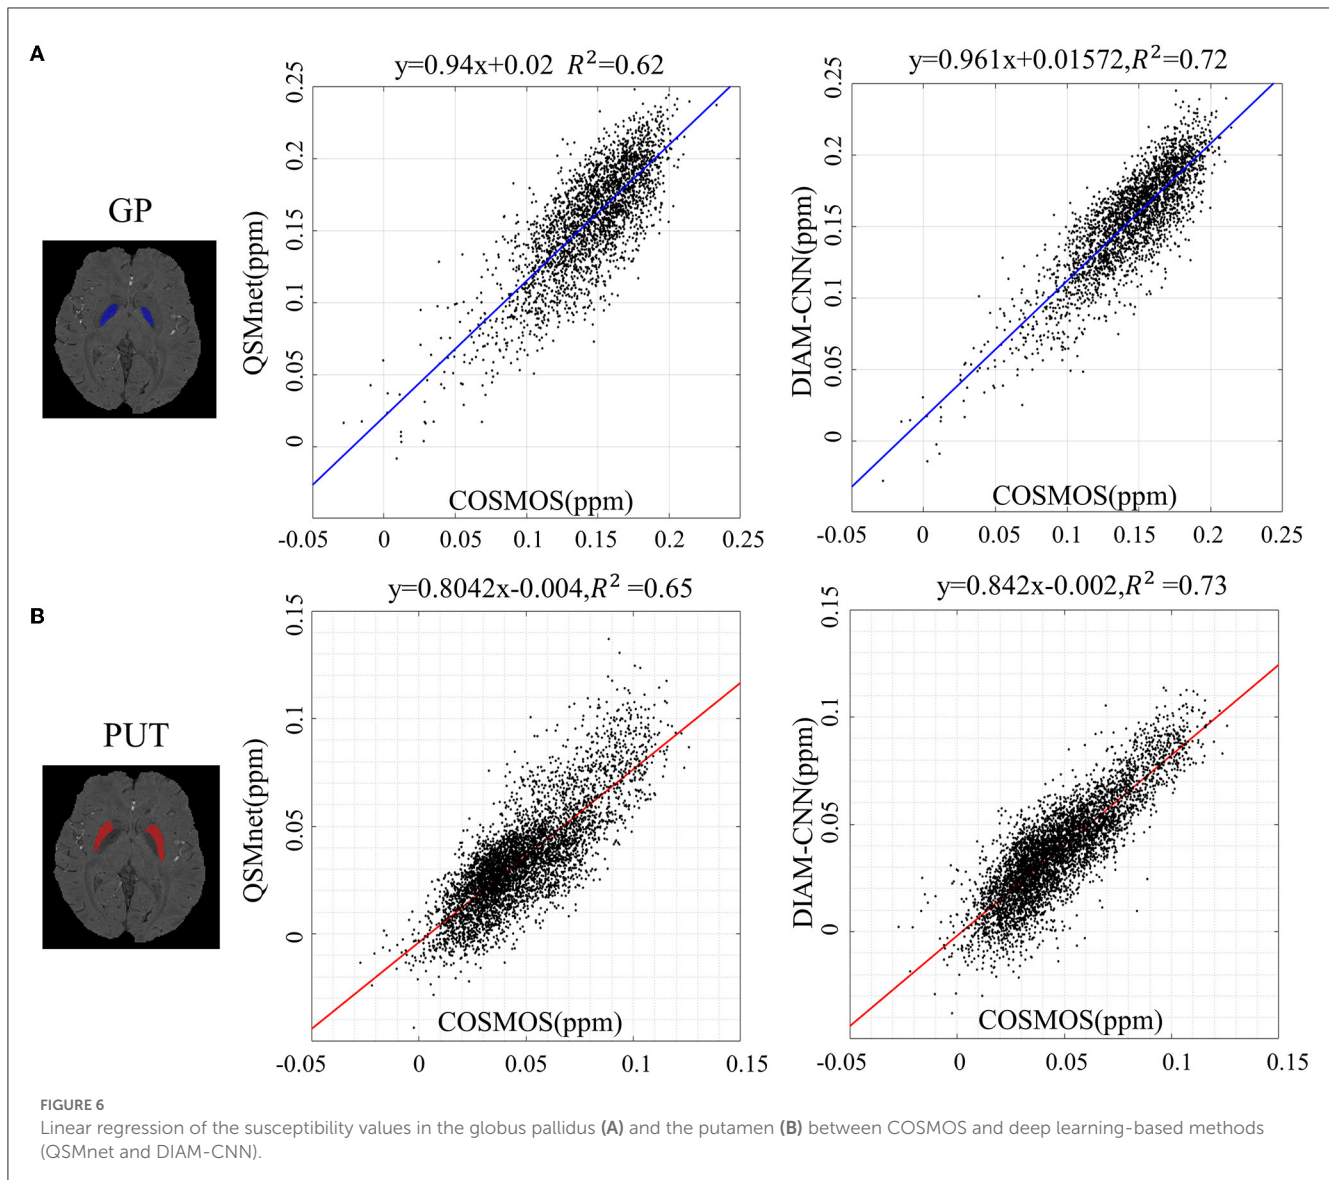 A
y=0.94x+0.02 R²=0.62
y=0.961x+0.01572,R²=0.72
GP
QSMnet(ppm)
0.25
0.2
0.15
0.1
0.05
0
COSMOS(ppm)
-0.05 0 0.05 0.1 0.15 0.2 0.25
DIAM-CNN(ppm)
0.25
0.2
0.15
0.1
0.05
0
COSMOS(ppm)
-0.05 0 0.05 0.1 0.15 0.2 0.25
B
y=0.8042x-0.004,R² =0.65
y=0.842x-0.002,R² =0.73
PUT
QSMnet(ppm)
0.15
0.1
0.05
0
COSMOS(ppm)
-0.05 0 0.05 0.1 0.15
DIAM-CNN(ppm)
0.15
0.1
0.05
0
COSMOS(ppm)
-0.05 0 0.05 0.1 0.15
FIGURE 6
Linear regression of the susceptibility values in the globus pallidus (A) and the putamen (B) between COSMOS and deep learning-based methods
(QSMnet and DIAM-CNN).